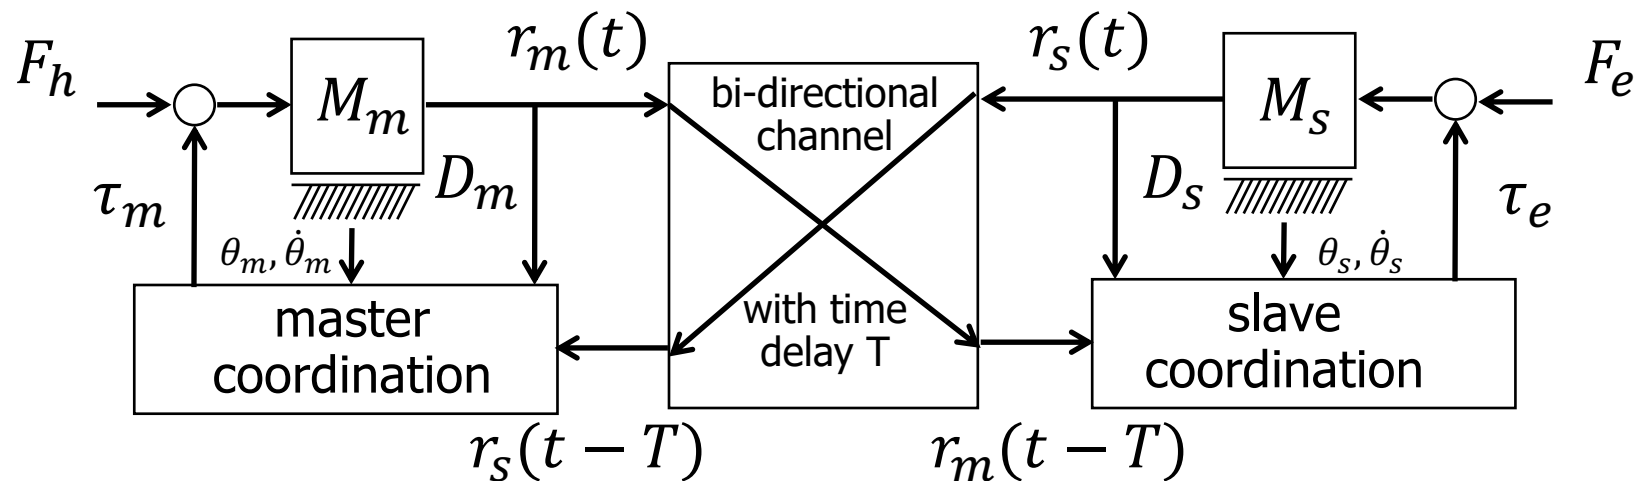 F_h
r_m(t)
r_s(t)
F_e
M_m
bi-directional
channel
M_s
τ_m
D_m
D_s
τ_e
θ_m, θ̇_m
θ_s, θ̇_s
master
coordination
with time
delay T
slave
coordination
r_s(t − T)
r_m(t − T)